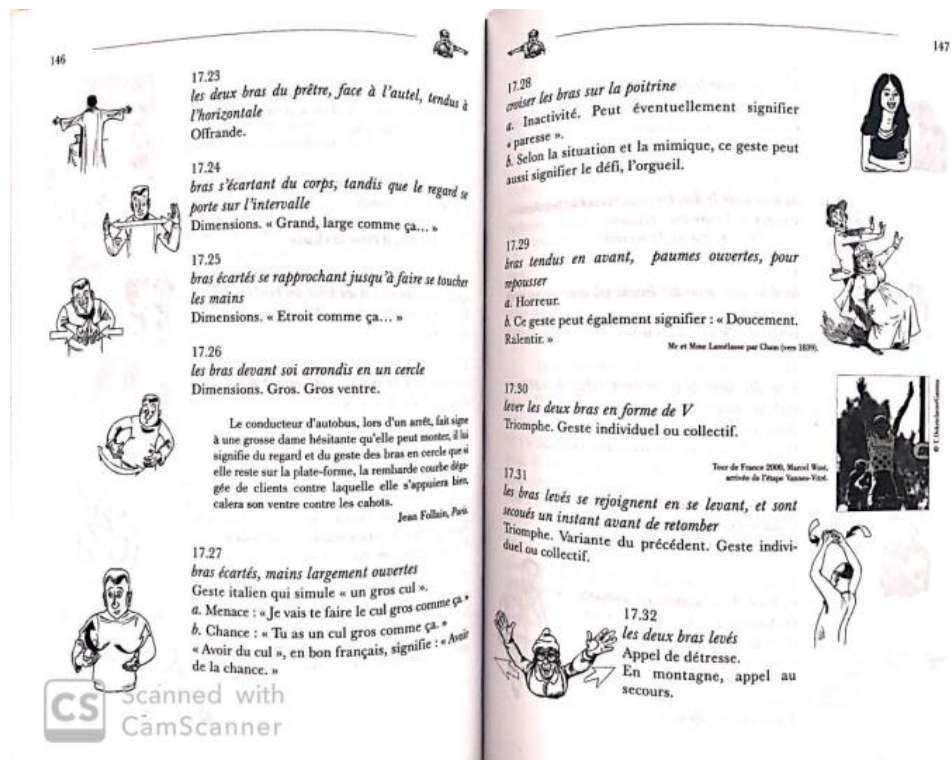 146
17.23
les deux bras du prêtre, face à l'autel, tendus à
l'horizontale
Offrande.
17.24
bras s'écartant du corps, tandis que le regard se
porte sur l'intervalle
Dimensions. « Grand, large comme ça... »
17.25
bras écartés se rapprochant jusqu'à faire se toucher
les mains
Dimensions. « Etroit comme ça... »
17.26
les bras devant soi arrondis en un cercle
Dimensions. Gros. Gros ventre.
Le conducteur d'autobus, lors d'un arrêt, fait signe
à une grosse dame hésitante qu'elle peut monter, il lui
signifie du regard et du geste des bras en cercle que si
elle reste sur la plate-forme, la rembarde courbe déga-
gée de clients contre laquelle elle s'appuiera bien,
calera son ventre contre les cahots.
Jean Follain, Paris
17.27
bras écartés, mains largement ouvertes
Geste italien qui simule « un gros cul ».
a. Menace : « Je vais te faire le cul gros comme ça. »
b. Chance : « Tu as un cul gros comme ça. »
« Avoir du cul », en bon français, signifie : « Avoir
de la chance. »
CS Scanned with
CamScanner
147
17.28
croiser les bras sur la poitrine
a. Inactivité. Peut éventuellement signifier
« paresse ».
b. Selon la situation et la mimique, ce geste peut
aussi signifier le défi, l'orgueil.
17.29
bras tendus en avant, paumes ouvertes, pour
repousser
a. Horreur.
b. Ce geste peut également signifier : « Doucement.
Ralentir. »
Mr et Mme Lamélasse par Cham (vers 1839).
17.30
lever les deux bras en forme de V
Triomphe. Geste individuel ou collectif.
Tour de France 2000, Marcel Wüst,
arrivée de l'étape Vannes-Vitré.
17.31
les bras levés se rejoignent en se levant, et sont
secoués un instant avant de retomber
Triomphe. Variante du précédent. Geste indivi-
duel ou collectif.
17.32
les deux bras levés
Appel de détresse.
En montagne, appel au
secours.